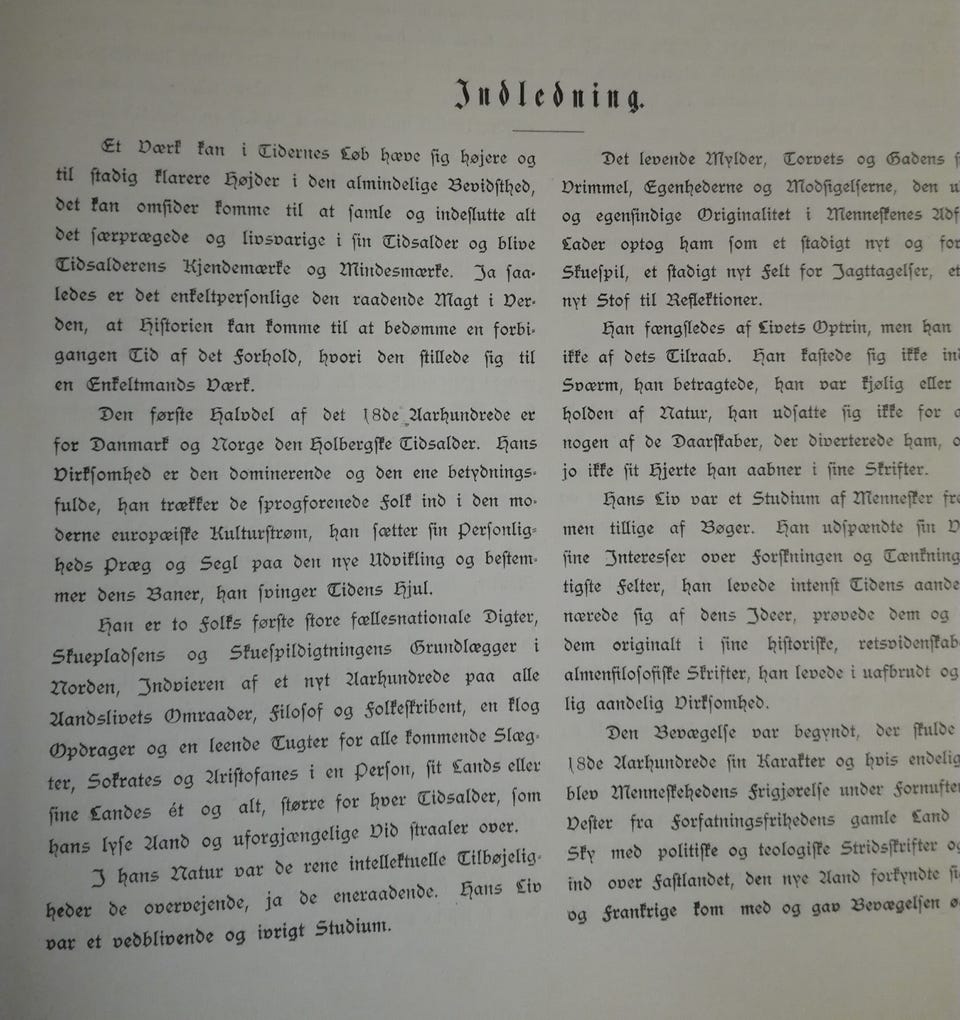 Indledning.
Et Værk kan i Tidernes Løb hæve sig højere og
til stadig klarere Højder i den almindelige Bevidsthed,
det kan omsider komme til at samle og indeslutte alt
det særprægede og livsvarige i sin Tidsalder og blive
Tidsalderens Kjendemærke og Mindesmærke. Ja saa-
ledes er det enkeltpersonlige den raadende Magt i Ver-
den, at Historien kan komme til at bedømme en forbi-
gangen Tid af det Forhold, hvori den stillede sig til
en Enkeltmands Værk.
Den første Halvdel af det 18de Aarhundrede er
for Danmark og Norge den Holbergske Tidsalder. Hans
Virksomhed er den dominerende og den ene betydnings-
fulde, han trækker de sprogforenede Folk ind i den mo-
derne europæiske Kulturstrøm, han sætter sin Personlig-
heds Præg og Segl paa den nye Udvikling og bestem-
mer dens Baner, han svinger Tidens Hjul.
Han er to Folks første store fællesnationale Digter,
Skuepladsens og Skuespildigtningens Grundlægger i
Norden, Indvieren af et nyt Aarhundrede paa alle
Aandslivets Omraader, Filosof og Folkeskribent, en klog
Opdrager og en leende Tugter for alle kommende Slæg-
ter, Sokrates og Aristofanes i en Person, sit Lands eller
sine Landes ét og alt, større for hver Tidsalder, som
hans lyse Aand og uforgjængelige Vid straaler over.
I hans Natur var de rene intellektuelle Tilbøjelig-
heder de overvejende, ja de eneraadende. Hans Liv
var et vedblivende og ivrigt Studium.
Det levende Mylder, Torvets og Gadens
Vrimmel, Egenhederne og Modsigelserne, den
og egensindige Originalitet i Menneskenes
Lader optog ham som et stadigt nyt og
Skuespil, et stadigt nyt Felt for Jagttagelser,
nyt Stof til Reflektioner.
Han fængsledes af Livets Optrin, men han
ikke af dets Tilraab. Han kastede sig ikke
Sværm, han betragtede, han var kjølig eller
holden af Natur, han udsatte sig ikke for
nogen af de Daarskaber, der diverterede ham,
jo ikke sit Hjerte han aabner i sine Skrifter.
Hans Liv var et Studium af Mennesker
men tillige af Bøger. Han udspændte sin
sine Interesser over Forskningen og Tænkning
tigste Felter, han levede intenst Tidens aande
nærede sig af dens Ideer, prøvede dem og
dem originalt i sine historiske, retsvidenskab
almenfilosofiske Skrifter, han levede i uafbrudt og
lig aandelig Virksomhed.
Den Bevægelse var begyndt, der skulde
18de Aarhundrede sin Karakter og hvis endelig
blev Menneskehedens Frigjørelse under Fornuften
Vester fra Forfatningsfrihedens gamle Land
Sky med politiske og teologiske Stridsskrifter
ind over Fastlandet, den nye Aand forkyndte
og Frankrige kom med og gav Bevægelsen